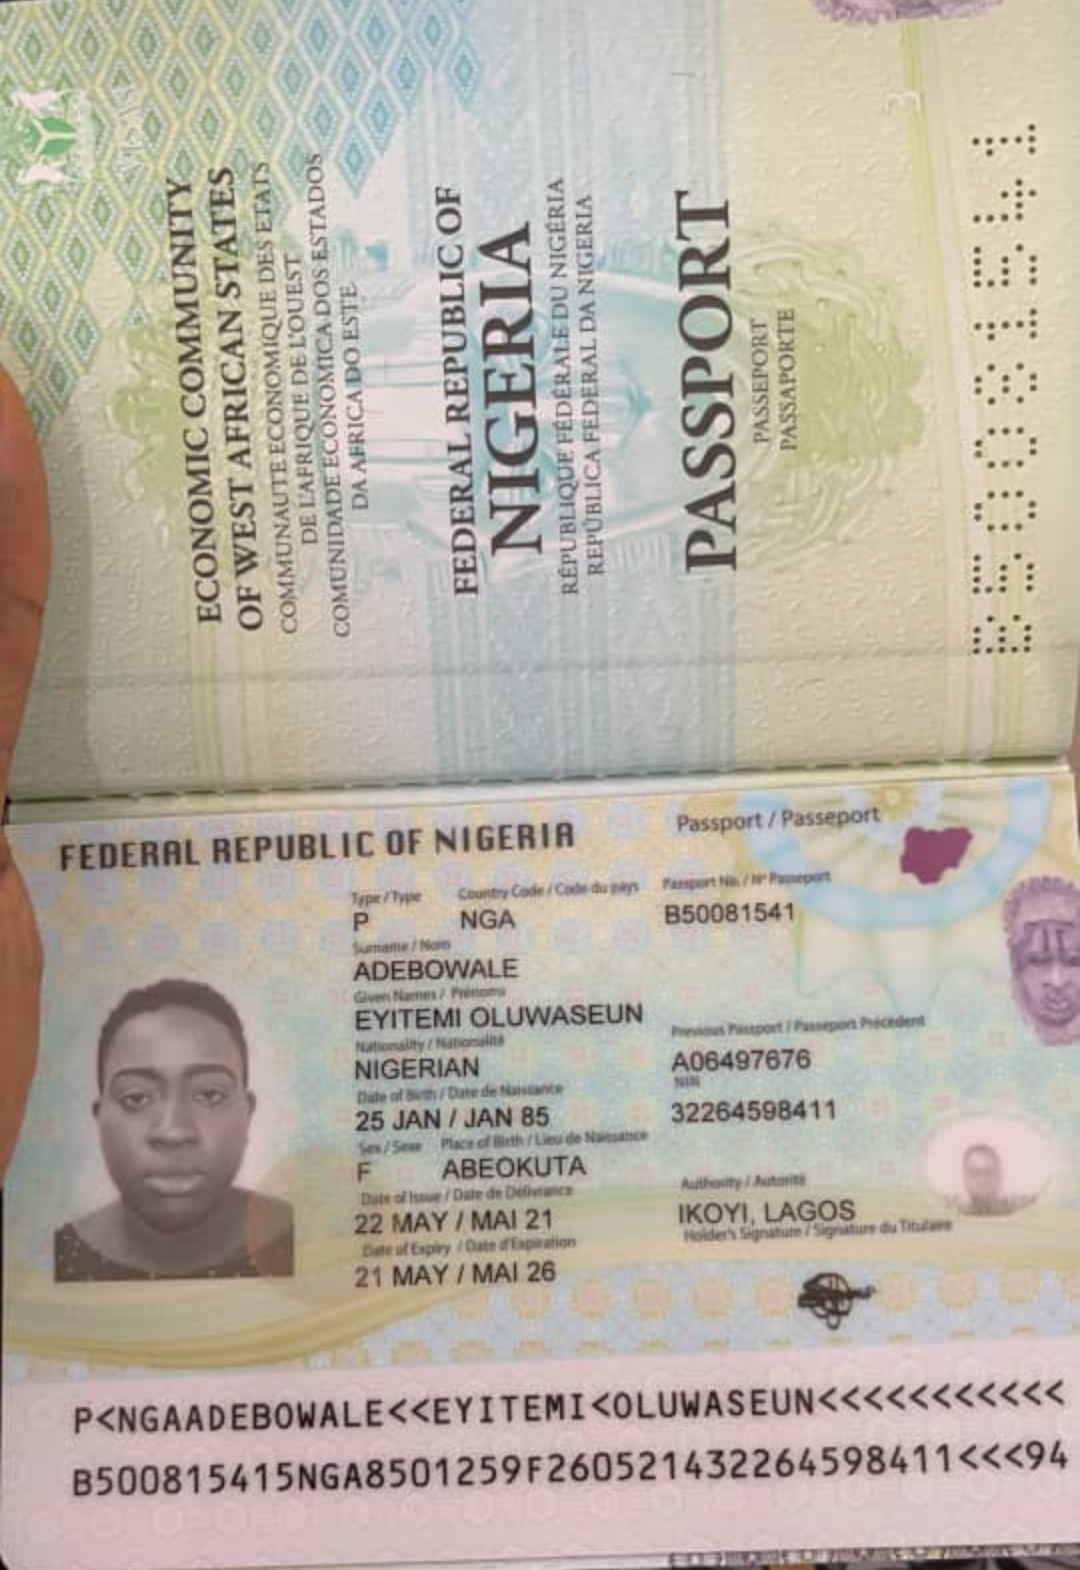 ECONOMIC COMMUNITY
OF WEST AFRICAN STATES
COMMUNAUTE ECONOMIQUE DES ETATS
DE L'AFRIQUE DE L'OUEST
COMUNIDADE ECONOMICA DOS ESTADOS
DA AFRICA DO ESTE
FEDERAL REPUBLIC OF
NIGERIA
RÉPUBLIQUE FÉDÉRALE DU NIGÉRIA
REPÚBLICA FEDERAL DA NIGERIA
PASSPORT
PASSEPORT
PASSAPORTE
3
B50081541
FEDERAL REPUBLIC OF NIGERIA
Passport / Passeport
Type / Type Country Code / Code du pays Passport No. / Nº Passeport
P NGA B50081541
Surname / Nom
ADEBOWALE
Given Names / Prénoms
EYITEMI OLUWASEUN
Previous Passport / Passeport Précédent
Nationality / Nationalité
NIGERIAN A06497676
Date of Birth / Date de Naissance NIN
25 JAN / JAN 85 32264598411
Sex / Sexe Place of Birth / Lieu de Naissance
F ABEOKUTA
Date of Issue / Date de Délivrance Authority / Autorité
22 MAY / MAI 21 IKOYI, LAGOS
Date of Expiry / Date d'Expiration Holder's Signature / Signature du Titulaire
21 MAY / MAI 26
P<NGAADEBOWALE<<EYITEMI<OLUWASEUN<<<<<<<<<<<
B500815415NGA8501259F260521432264598411<<<94